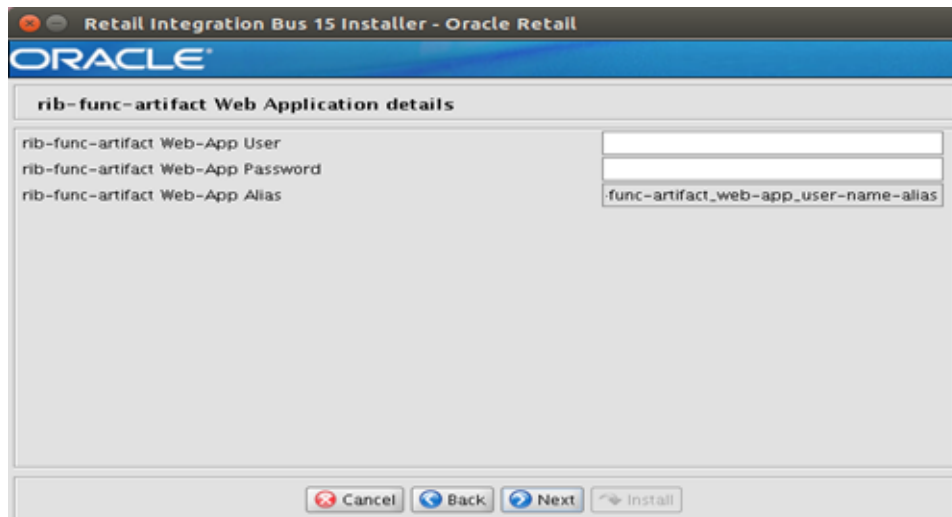 Retail Integration Bus 15 Installer - Oracle Retail
ORACLE
rib-func-artifact Web Application details
rib-func-artifact Web-App User
rib-func-artifact Web-App Password
rib-func-artifact Web-App Alias
-func-artifact_web-app_user-name-alias
Cancel Back Next Install